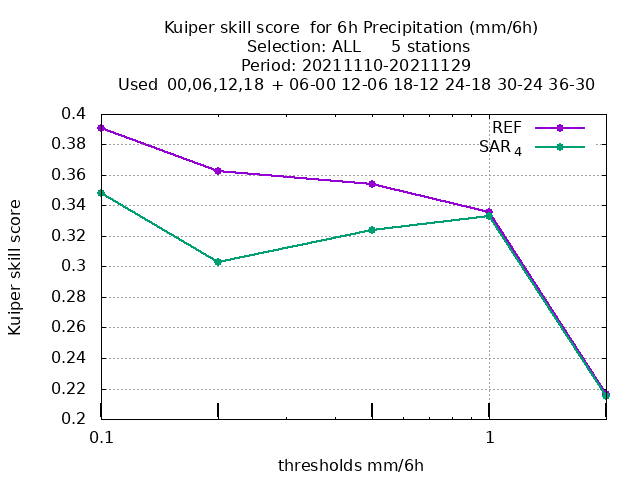 Kuiper skill score  for 6h Precipitation (mm/6h)
Selection: ALL      5 stations
Period: 20211110-20211129
Used  00,06,12,18  + 06-00 12-06 18-12 24-18 30-24 36-30
REF
SAR 4
0.4
0.38
0.36
0.34
0.32
0.3
0.28
0.26
0.24
0.22
0.2
Kuiper skill score
0.1
1
thresholds mm/6h